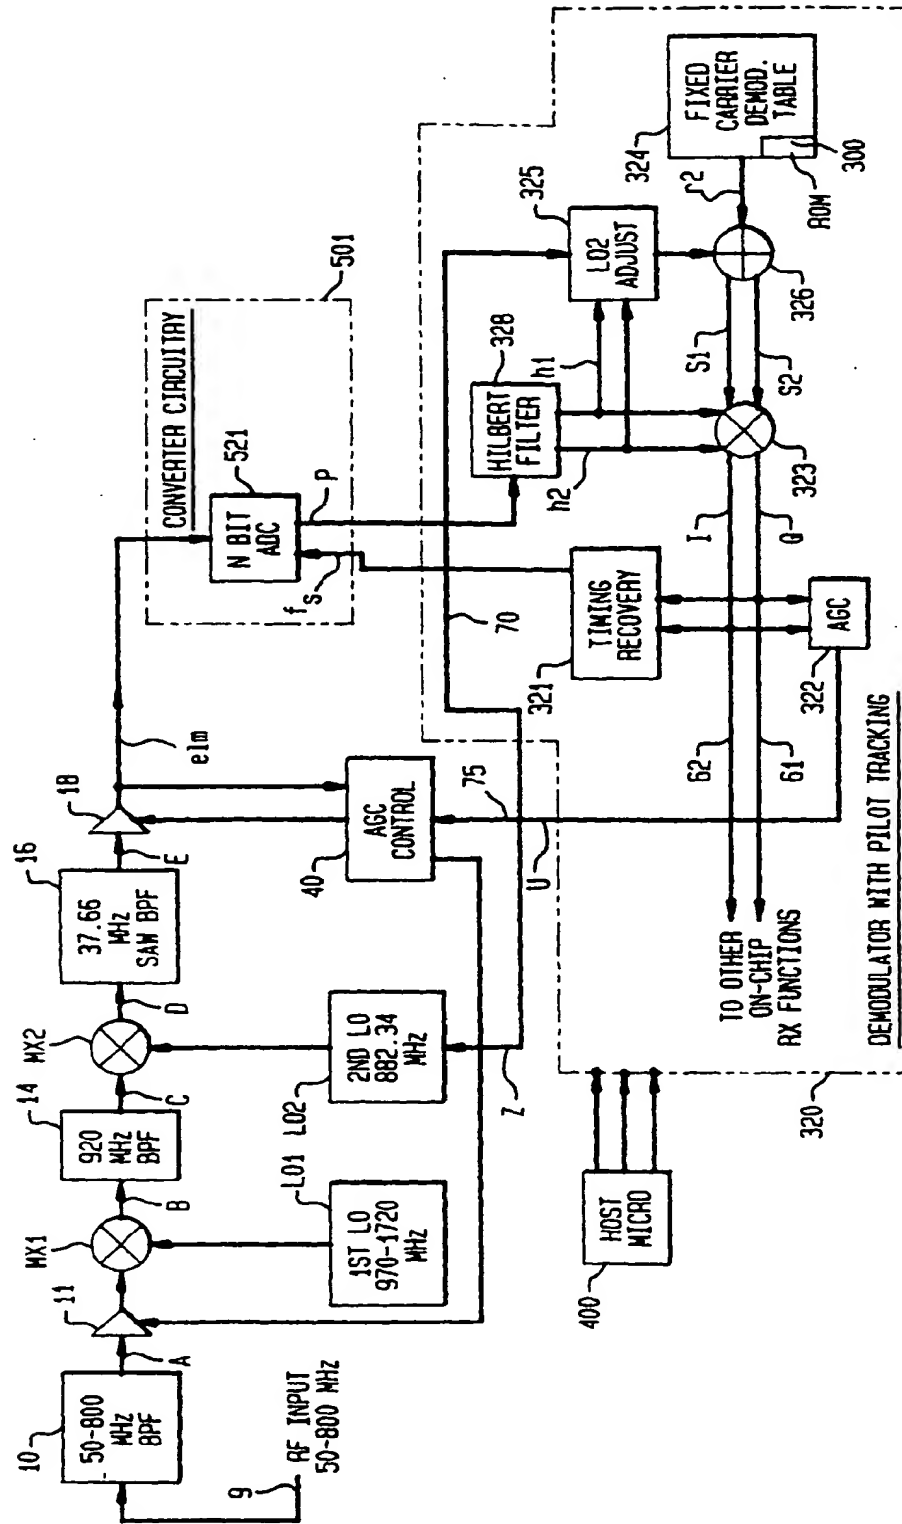 RF INPUT
50-800 MHz
9
10
50-800
MHz
BPF
A
11
MX1
B
1ST LO
970-1720
MHz
LO1
14
920
MHz
BPF
C
MX2
D
2ND LO
882.34
MHz
LO2
Z
16
37.66
MHz
SAW BPF
E
18
elm
AGC
CONTROL
40
75
U
CONVERTER CIRCUITRY
501
521
N BIT
ADC
fs
p
70
HOST
MICRO
400
320
DEMODULATOR WITH PILOT TRACKING
TO OTHER
ON-CHIP
RX FUNCTIONS
62
61
TIMING
RECOVERY
321
AGC
322
I
Q
HILBERT
FILTER
328
h1
h2
323
S1
S2
LO2
ADJUST
325
326
r2
FIXED
CARRIER
DEMOD.
TABLE
324
ROM
300